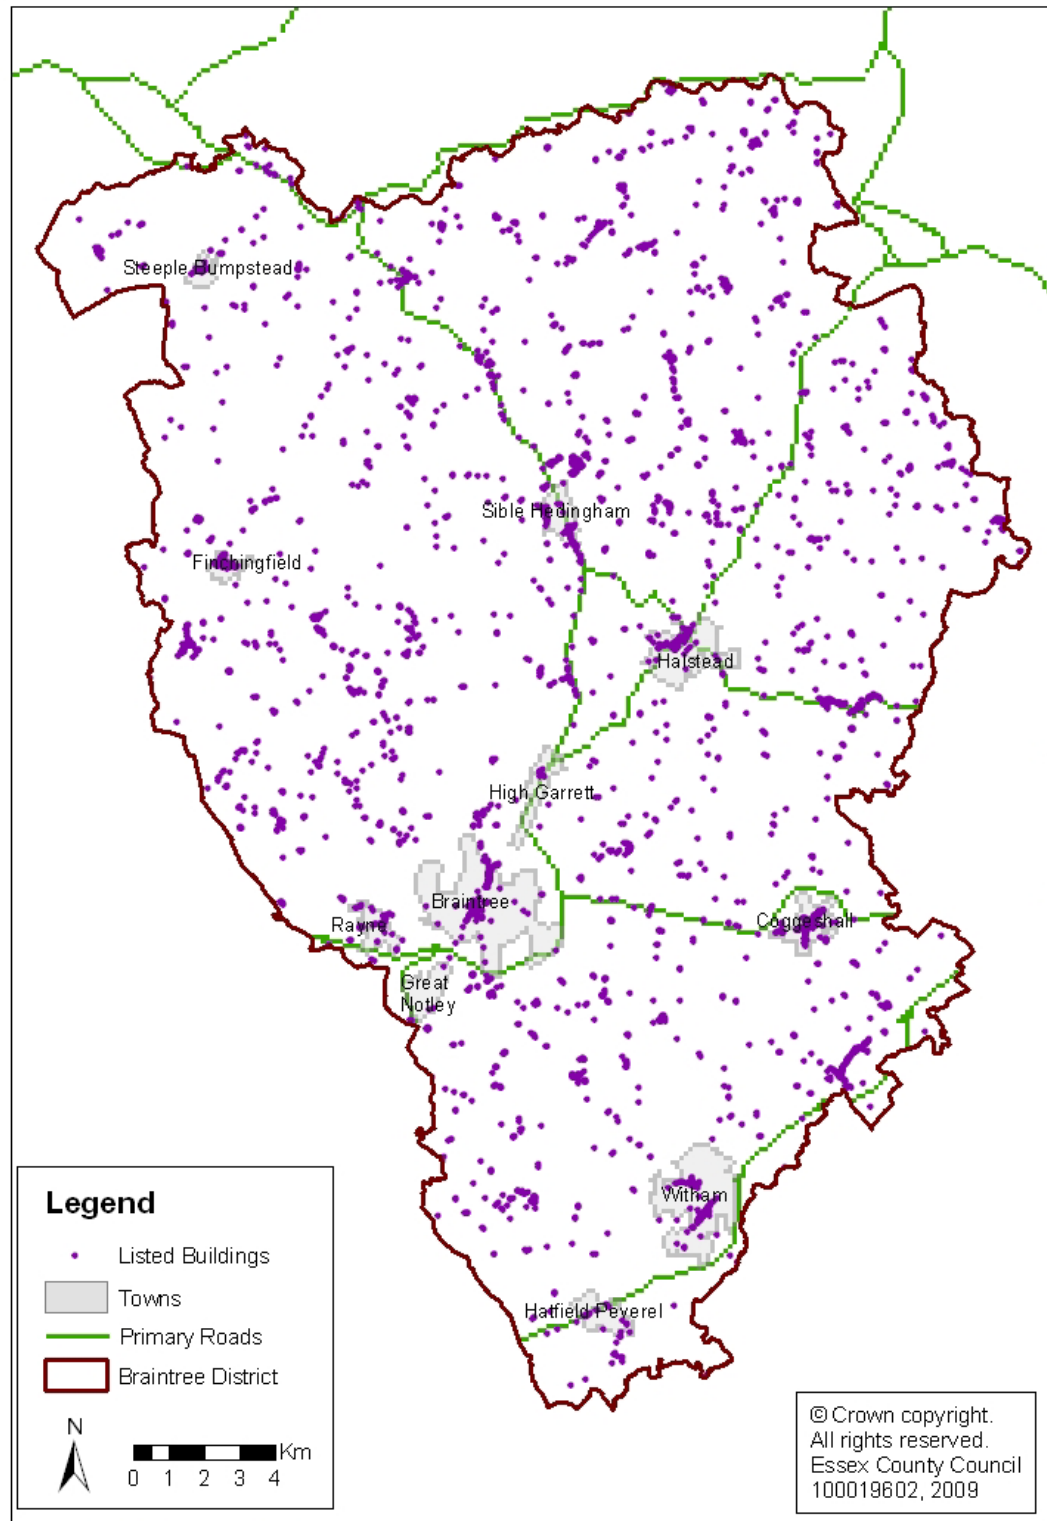 Steeple Bumpstead
Sible Hedingham
Finchingfield
Halstead
High Garrett
Braintree
Rayne
Coggeshall
Great
Notley
Witham
Hatfield Peverel
Legend
Listed Buildings
Towns
Primary Roads
Braintree District
N
Km
0 1 2 3 4
© Crown copyright.
All rights reserved.
Essex County Council
100019602, 2009